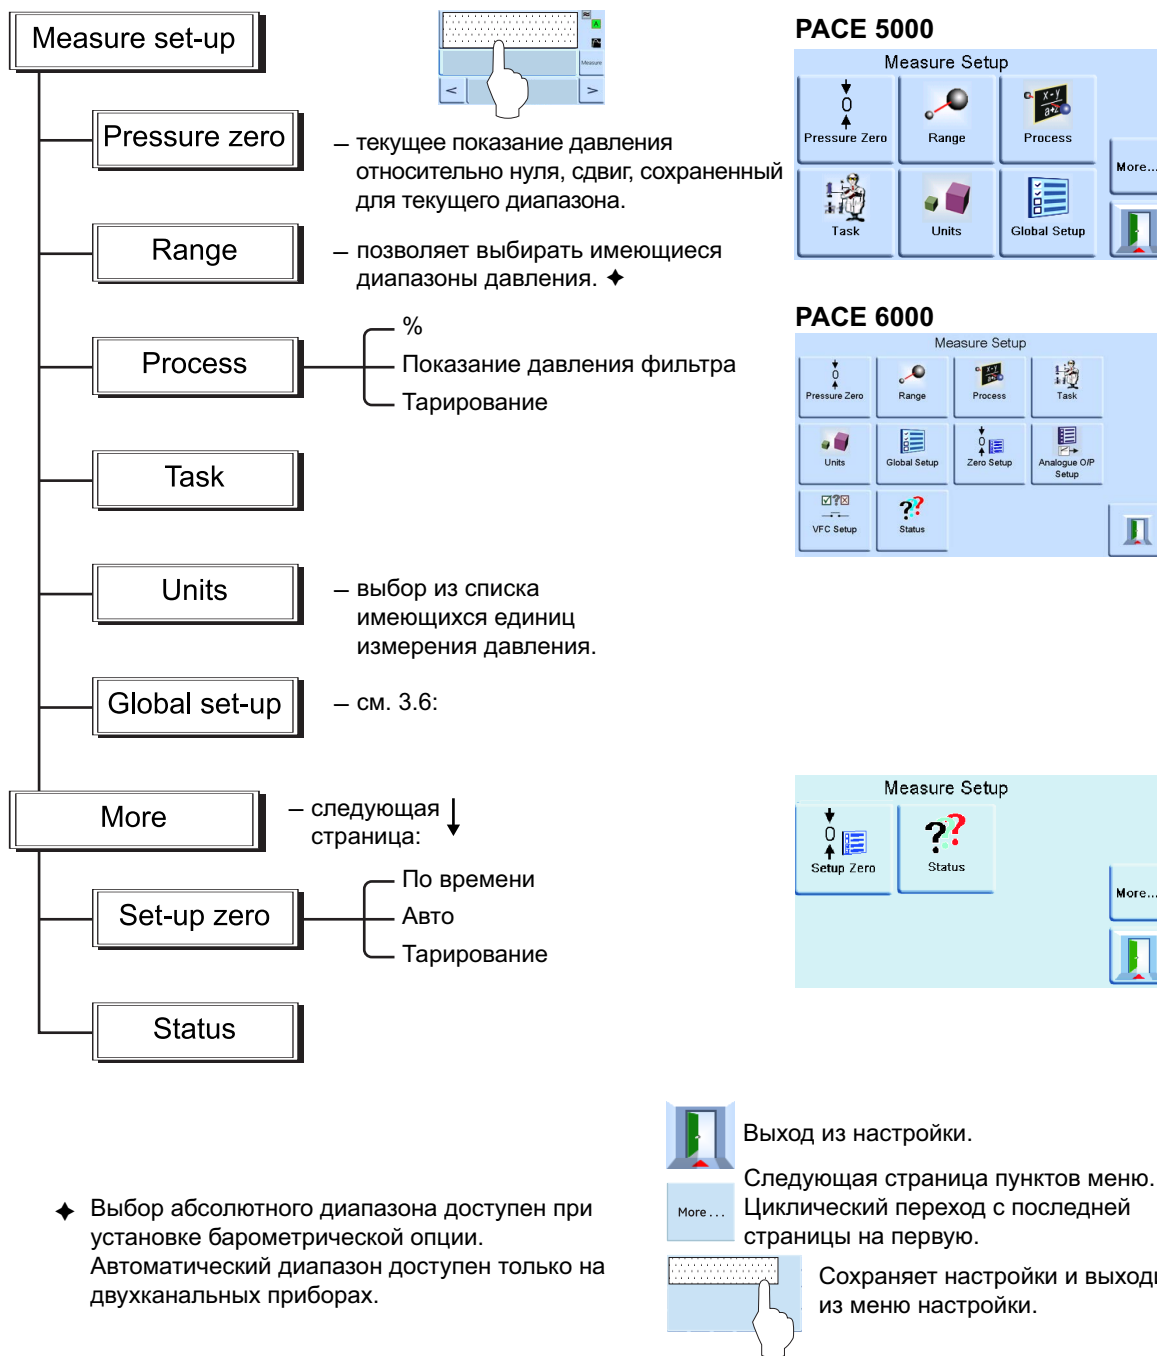 Measure set-up
Measure
<
>
Pressure zero
– текущее показание давления
относительно нуля, сдвиг, сохраненный
для текущего диапазона.
Range
– позволяет выбирать имеющиеся
диапазоны давления. ✦
Process
%
Показание давления фильтра
Тарирование
Task
Units
– выбор из списка
имеющихся единиц
измерения давления.
Global set-up
– см. 3.6:
More
– следующая
страница:
Set-up zero
По времени
Авто
Тарирование
Status
PACE 5000
Measure Setup
0
Pressure Zero
Range
x-y
a+z
Process
More...
Task
Units
Global Setup
PACE 6000
Measure Setup
0
Pressure Zero
Range
Process
Task
Units
Global Setup
0
Zero Setup
Analogue O/P
Setup
VFC Setup
??
Status
Measure Setup
0
Setup Zero
??
Status
More...
✦ Выбор абсолютного диапазона доступен при
установке барометрической опции.
Автоматический диапазон доступен только на
двухканальных приборах.
Выход из настройки.
More . . .
Следующая страница пунктов меню.
Циклический переход с последней
страницы на первую.
Сохраняет настройки и выходи
из меню настройки.